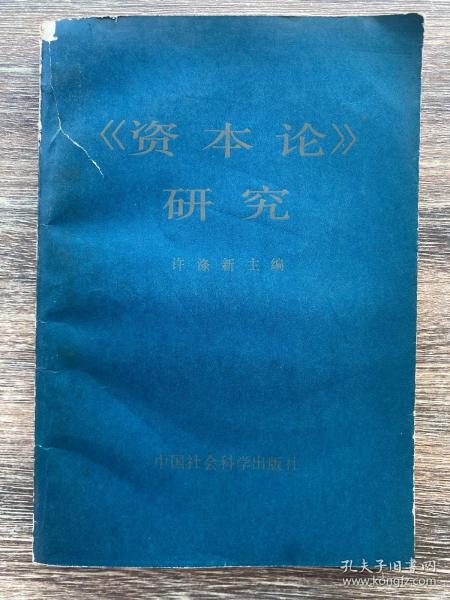 《资本论》
研究
许涤新主编
中国社会科学出版社
孔夫子旧书网
www.kongfz.com